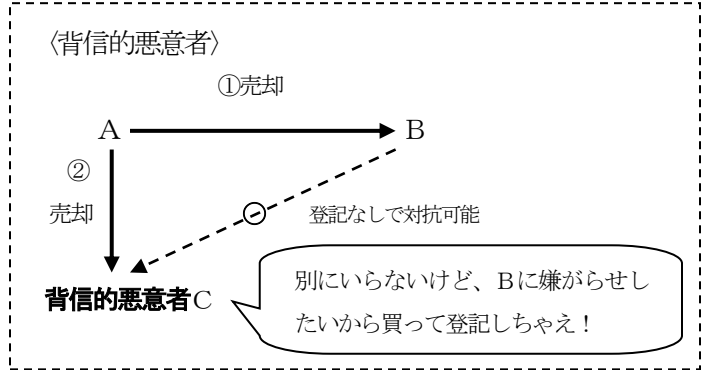 〈背信的悪意者〉
①売却
A
B
②
売却
登記なしで対抗可能
背信的悪意者C
別にいらないけど、Bに嫌がらせし
たいから買って登記しちゃえ！